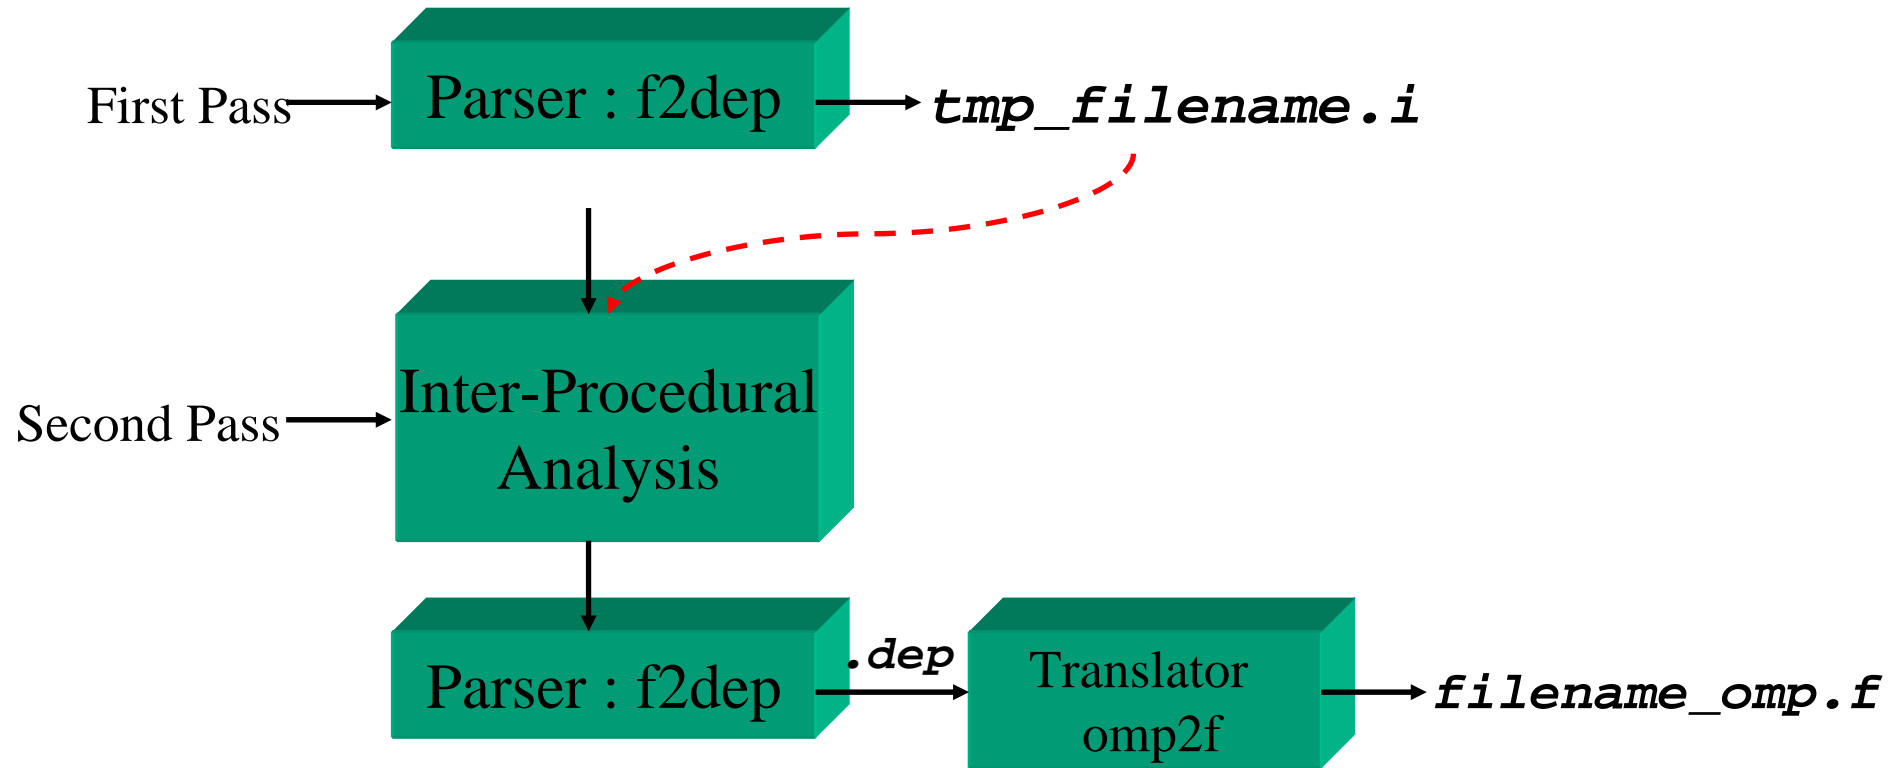 First Pass
Parser : f2dep
tmp_filename.i
Second Pass
Inter-Procedural
Analysis
Parser : f2dep
.dep
Translator
omp2f
filename_omp.f